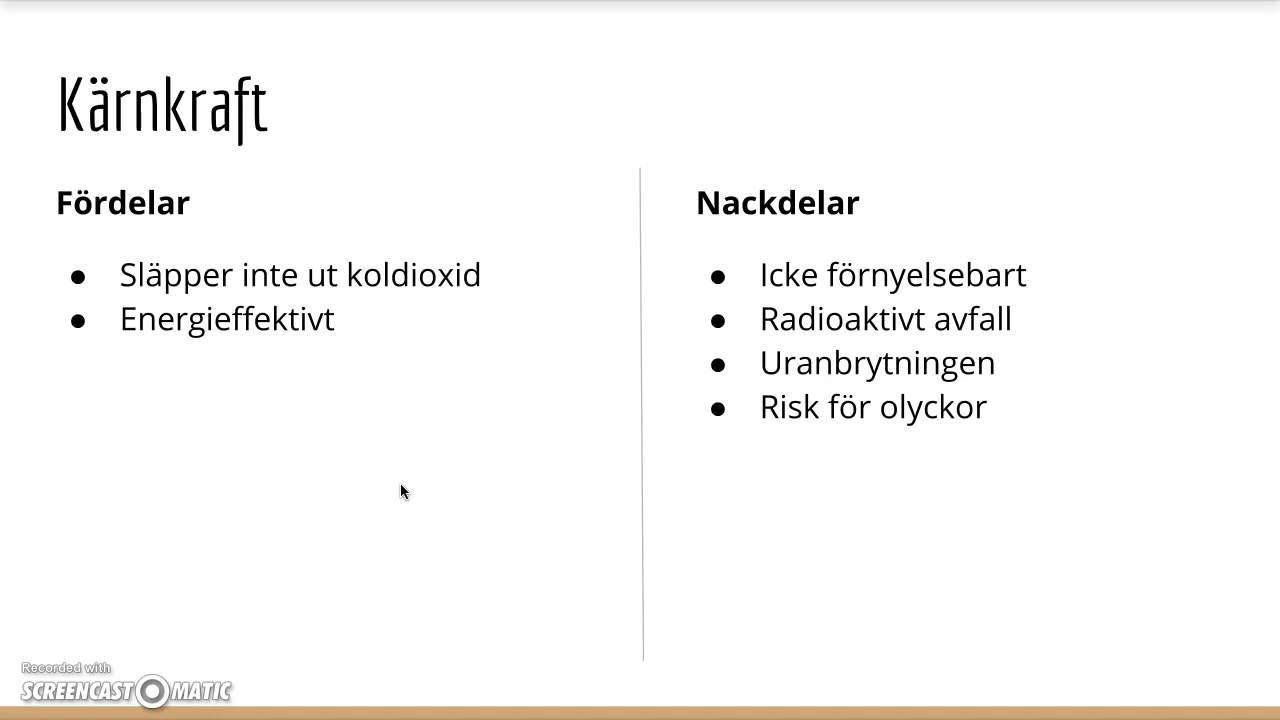 Kärnkraft
Fördelar
● Släpper inte ut koldioxid
● Energieffektivt
Nackdelar
● Icke förnyelsebart
● Radioaktivt avfall
● Uranbrytningen
● Risk för olyckor
Recorded with
SCREENCAST-O-MATIC